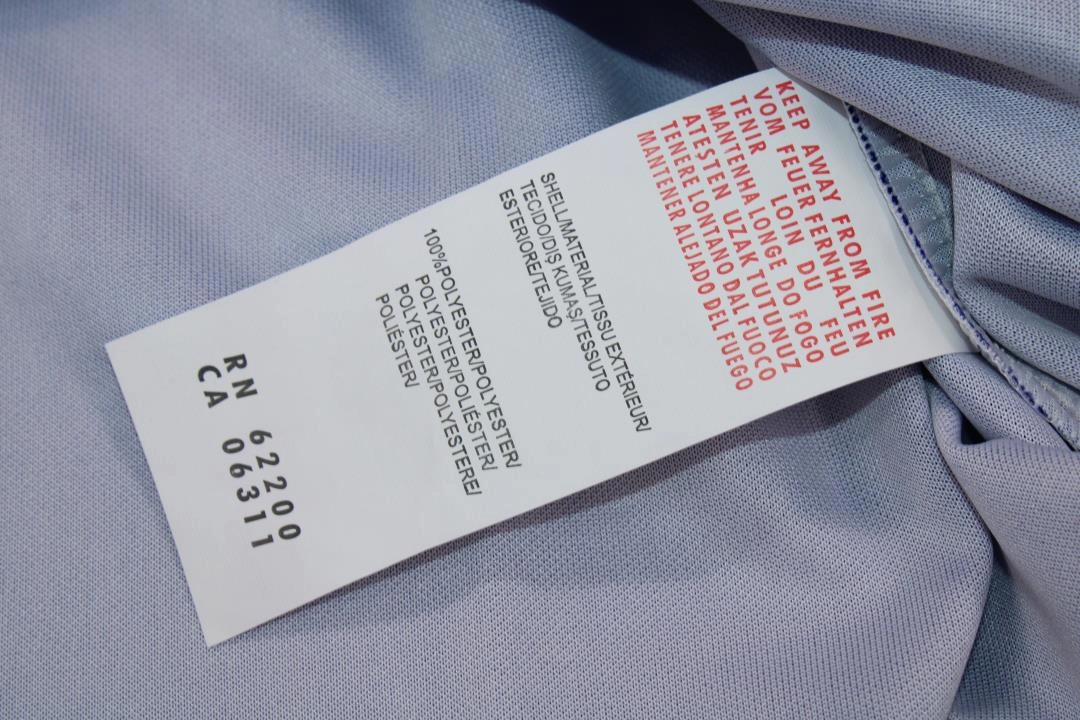 KEEP AWAY FROM FIRE
VOM FEUER FERNHALTEN
TENIR LOIN DU FEU
MANTENHA LONGE DO FOGO
ATEŞTEN UZAK TUTUNUZ
TENERE LONTANO DAL FUOCO
MANTENER ALEJADO DEL FUEGO
SHELL/MATERIAL/TISSU EXTÉRIEUR/
TECIDO/DIŞ KUMAŞ/TESSUTO
ESTERIORE/TEJIDO
100%POLYESTER/POLYESTER/
POLYESTER/POLIÉSTER/
POLYESTER/POLYESTERE/
POLIÉSTER/
RN 62200
CA 06311